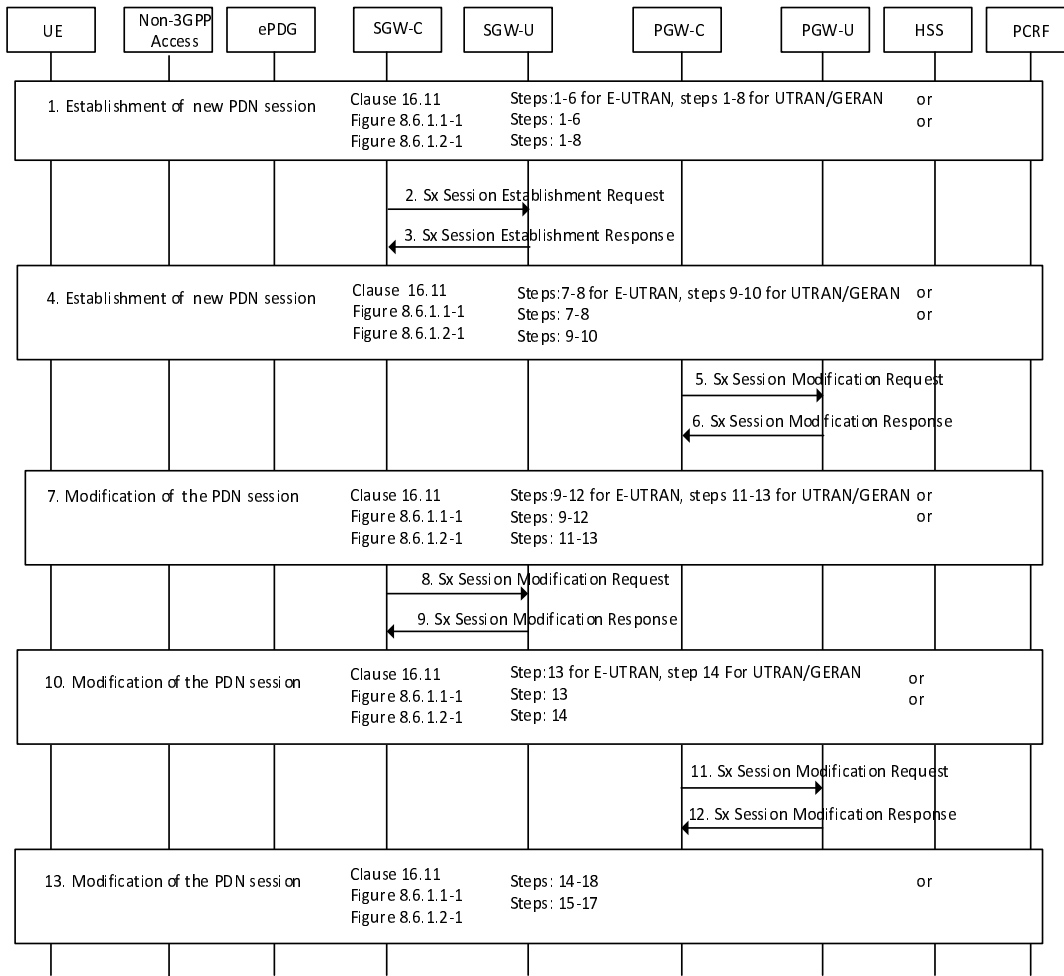 UE
Non-3GPP
Access
ePDG
SGW-C
SGW-U
PGW-C
PGW-U
HSS
PCRF
1. Establishment of new PDN session
Clause 16.11
Steps:1-6 for E-UTRAN, steps 1-8 for UTRAN/GERAN
or
Figure 8.6.1.1-1
Steps: 1-6
or
Figure 8.6.1.2-1
Steps: 1-8
2. Sx Session Establishment Request
3. Sx Session Establishment Response
4. Establishment of new PDN session
Clause 16.11
Steps:7-8 for E-UTRAN, steps 9-10 for UTRAN/GERAN
or
Figure 8.6.1.1-1
Steps: 7-8
or
Figure 8.6.1.2-1
Steps: 9-10
5. Sx Session Modification Request
6. Sx Session Modification Response
7. Modification of the PDN session
Clause 16.11
Steps:9-12 for E-UTRAN, steps 11-13 for UTRAN/GERAN
or
Figure 8.6.1.1-1
Steps: 9-12
or
Figure 8.6.1.2-1
Steps: 11-13
8. Sx Session Modification Request
9. Sx Session Modification Response
10. Modification of the PDN session
Clause 16.11
Step:13 for E-UTRAN, step 14 For UTRAN/GERAN
or
Figure 8.6.1.1-1
Step: 13
or
Figure 8.6.1.2-1
Step: 14
11. Sx Session Modification Request
12. Sx Session Modification Response
13. Modification of the PDN session
Clause 16.11
Steps: 14-18
or
Figure 8.6.1.1-1
Steps: 15-17
Figure 8.6.1.2-1